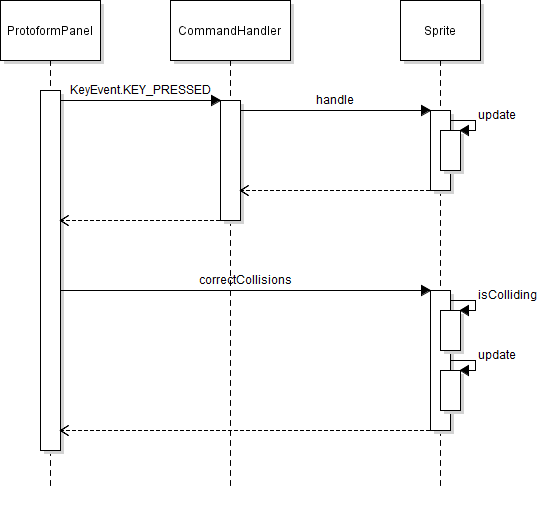 ProtoformPanel
CommandHandler
Sprite
KeyEvent.KEY_PRESSED
handle
update
correctCollisions
isColliding
update